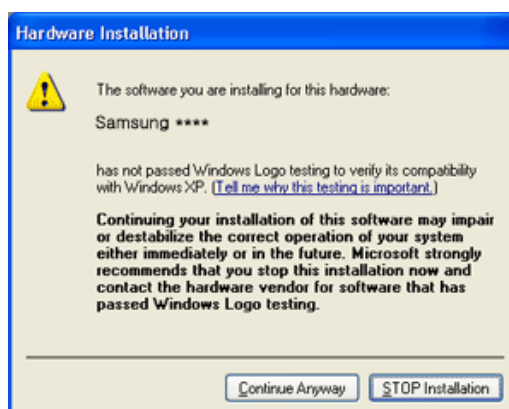 Hardware Installation
The software you are installing for this hardware:
Samsung ****
has not passed Windows Logo testing to verify its compatibility
with Windows XP. (Tell me why this testing is important.)
Continuing your installation of this software may impair
or destabilize the correct operation of your system
either immediately or in the future. Microsoft strongly
recommends that you stop this installation now and
contact the hardware vendor for software that has
passed Windows Logo testing.
Continue Anyway
STOP Installation